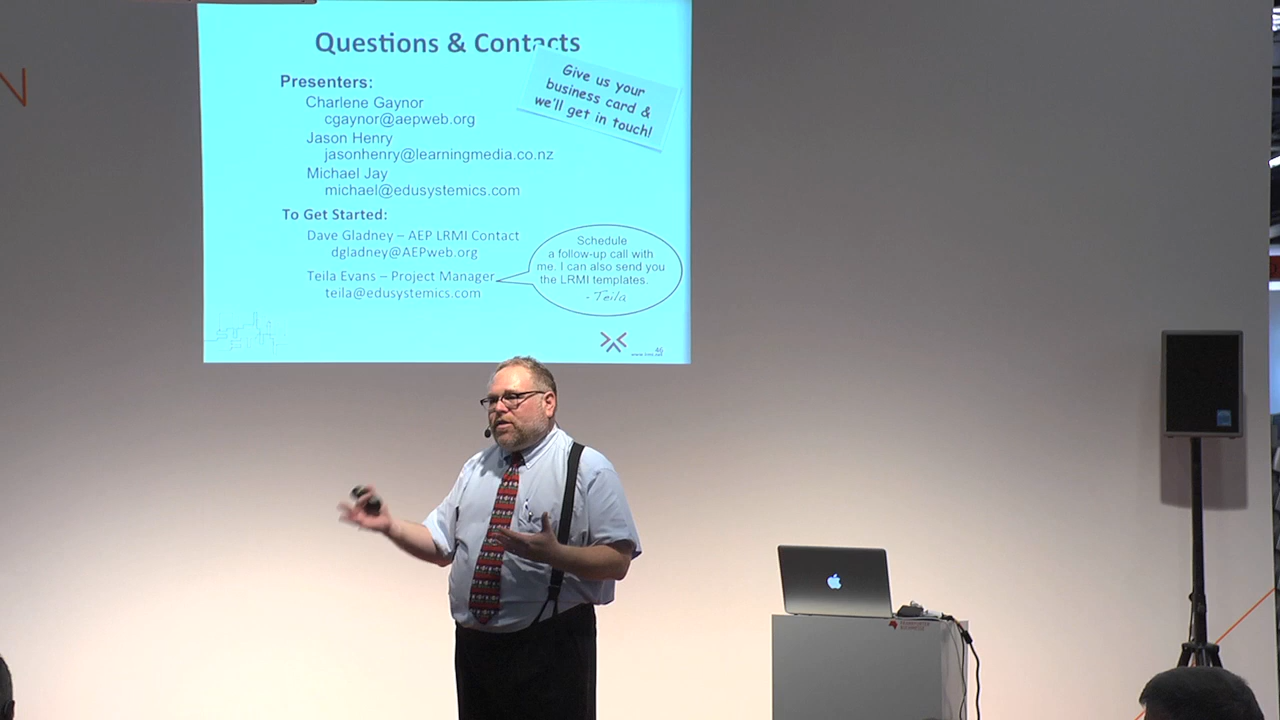 N
Questions & Contacts
Give us your
business card &
we'll get in touch!
Presenters:
Charlene Gaynor
cgaynor@aepweb.org
Jason Henry
jasonhenry@learningmedia.co.nz
Michael Jay
michael@edusystemics.com
To Get Started:
Dave Gladney – AEP LRMI Contact
dgladney@AEPweb.org
Teila Evans – Project Manager
teila@edusystemics.com
Schedule
a follow-up call with
me. I can also send you
the LRMI templates.
- Teila
46